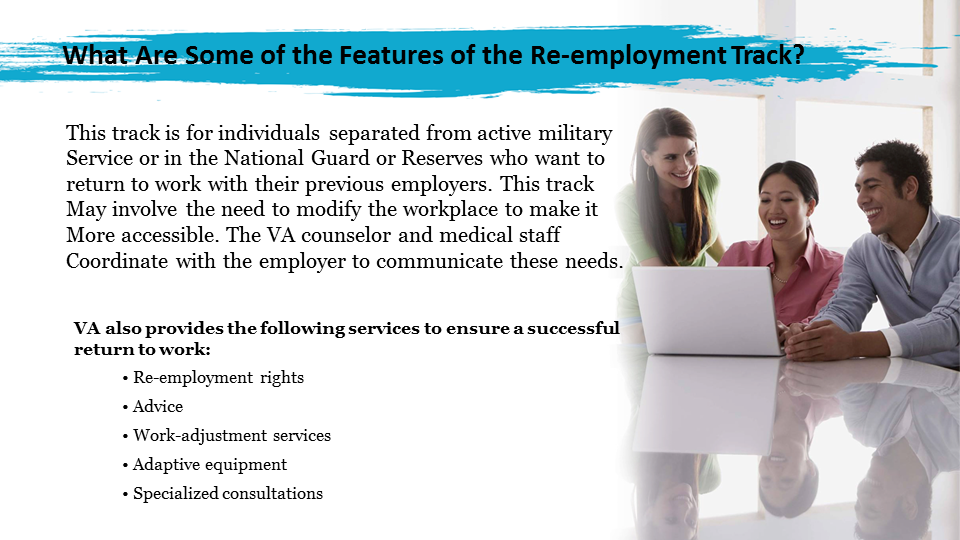 What Are Some of the Features of the Re-employment Track?
This track is for individuals separated from active military
Service or in the National Guard or Reserves who want to
return to work with their previous employers. This track
May involve the need to modify the workplace to make it
More accessible. The VA counselor and medical staff
Coordinate with the employer to communicate these needs.
VA also provides the following services to ensure a successful
return to work:
• Re-employment rights
• Advice
• Work-adjustment services
• Adaptive equipment
• Specialized consultations